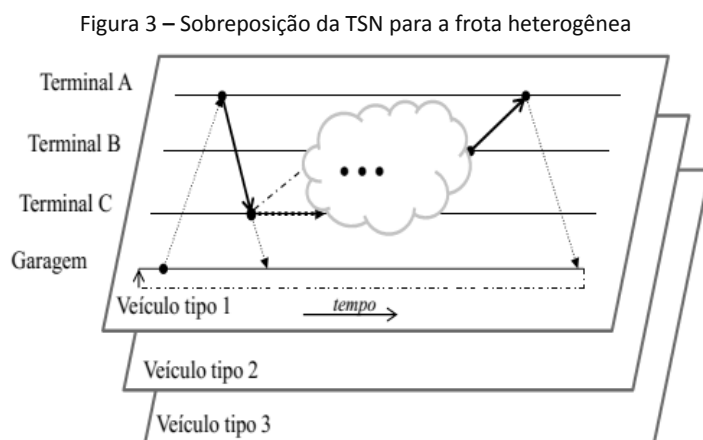 Figura 3 – Sobreposição da TSN para a frota heterogênea
Terminal A
Terminal B
Terminal C
Garagem
Veículo tipo 1
tempo
Veículo tipo 2
Veículo tipo 3